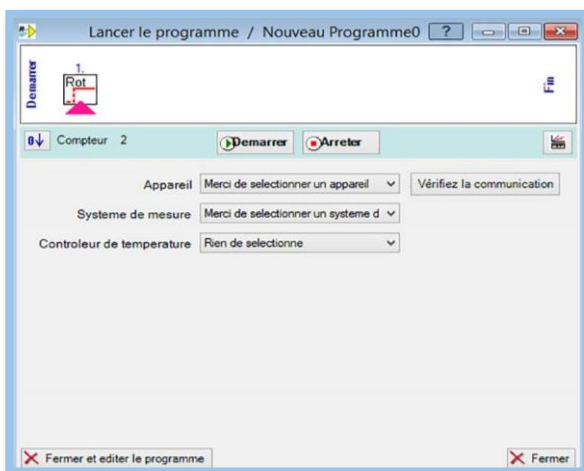 Lancer le programme / Nouveau Programme0 ?
Demarrer
1.
Rot
Fin
0↓ Compteur 2 Demarrer Arreter
Appareil Merci de selectionner un appareil Vérifiez la communication
Systeme de mesure Merci de selectionner un systeme d
Controleur de temperature Rien de selectionne
Fermer et editer le programme Fermer